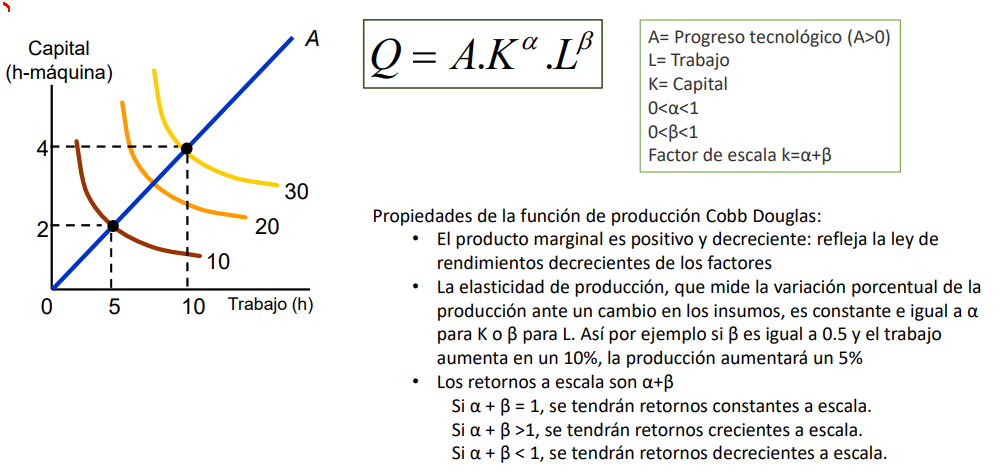 Capital
(h-máquina)
A
4
2
30
20
10
0
5
10
Trabajo (h)
Q = A.K^α .L^β
A= Progreso tecnológico (A>0)
L= Trabajo
K= Capital
0<α<1
0<β<1
Factor de escala k=α+β
Propiedades de la función de producción Cobb Douglas:
• El producto marginal es positivo y decreciente: refleja la ley de
rendimientos decrecientes de los factores
• La elasticidad de producción, que mide la variación porcentual de la
producción ante un cambio en los insumos, es constante e igual a α
para K o β para L. Así por ejemplo si β es igual a 0.5 y el trabajo
aumenta en un 10%, la producción aumentará un 5%
• Los retornos a escala son α+β
Si α + β = 1, se tendrán retornos constantes a escala.
Si α + β >1, se tendrán retornos crecientes a escala.
Si α + β < 1, se tendrán retornos decrecientes a escala.